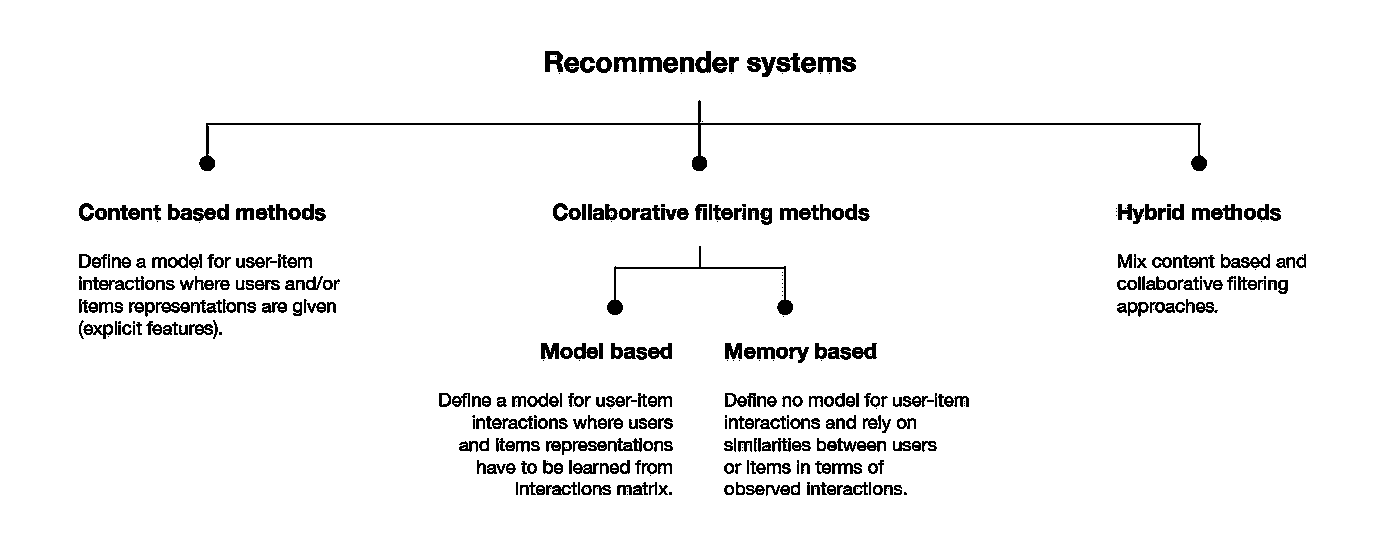 Recommender systems
Content based methods
Define a model for user-item
interactions where users and/or
items representations are given
(explicit features).
Collaborative filtering methods
Model based
Define a model for user-item
interactions where users
and items representations
have to be learned from
interactions matrix.
Memory based
Define no model for user-item
interactions and rely on
similarities between users
or items in terms of
observed interactions.
Hybrid methods
Mix content based and
collaborative filtering
approaches.